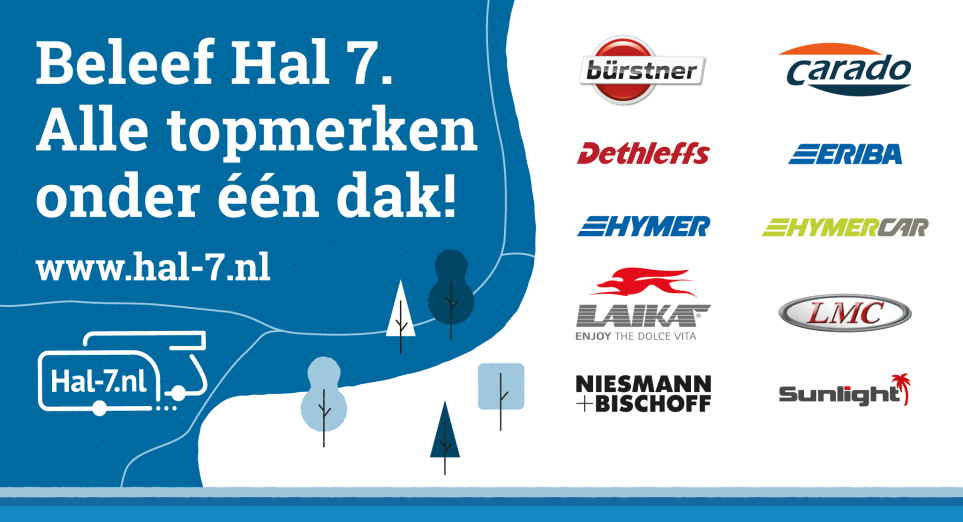 Beleef Hal 7.
Alle topmerken
onder één dak!
www.hal-7.nl
Hal-7.nl
bürstner
carado
Dethleffs
ERIBA
HYMER
HYMERCAR
LAIKA®
ENJOY THE DOLCE VITA
LMC
NIESMANN
+BISCHOFF
Sunlight